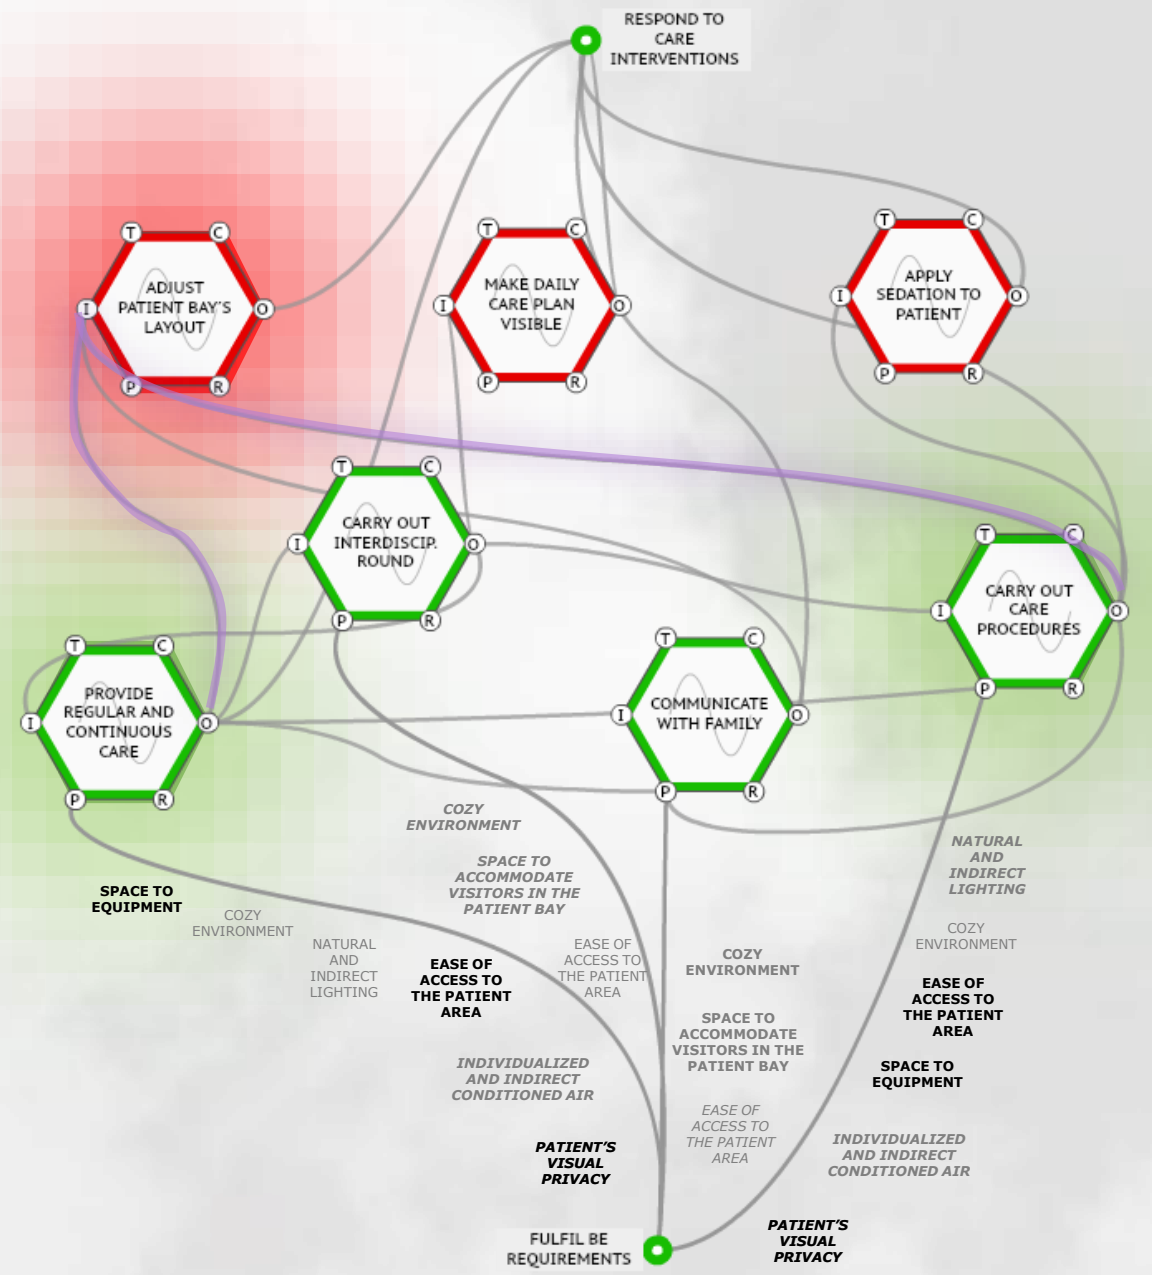 RESPOND TO
CARE
INTERVENTIONS
T
C
I
ADJUST
PATIENT BAY'S
LAYOUT
O
P
R
T
C
I
MAKE DAILY
CARE PLAN
VISIBLE
O
P
R
T
C
I
APPLY
SEDATION TO
PATIENT
O
P
R
T
C
I
CARRY OUT
INTERDISCIP.
ROUND
O
P
R
T
C
I
CARRY OUT
CARE
PROCEDURES
O
P
R
T
C
I
PROVIDE
REGULAR AND
CONTINUOUS
CARE
O
P
R
T
C
I
COMMUNICATE
WITH FAMILY
O
P
R
SPACE TO
EQUIPMENT
COZY
ENVIRONMENT
NATURAL
AND
INDIRECT
LIGHTING
EASE OF
ACCESS TO
THE PATIENT
AREA
INDIVIDUALIZED
AND INDIRECT
CONDITIONED AIR
PATIENT'S
VISUAL
PRIVACY
COZY
ENVIRONMENT
SPACE TO
ACCOMMODATE
VISITORS IN THE
PATIENT BAY
EASE OF
ACCESS TO
THE PATIENT
AREA
COZY
ENVIRONMENT
SPACE TO
ACCOMMODATE
VISITORS IN THE
PATIENT BAY
EASE OF
ACCESS TO
THE PATIENT
AREA
NATURAL
AND
INDIRECT
LIGHTING
COZY
ENVIRONMENT
EASE OF
ACCESS TO
THE PATIENT
AREA
SPACE TO
EQUIPMENT
INDIVIDUALIZED
AND INDIRECT
CONDITIONED AIR
PATIENT'S
VISUAL
PRIVACY
FULFIL BE
REQUIREMENTS